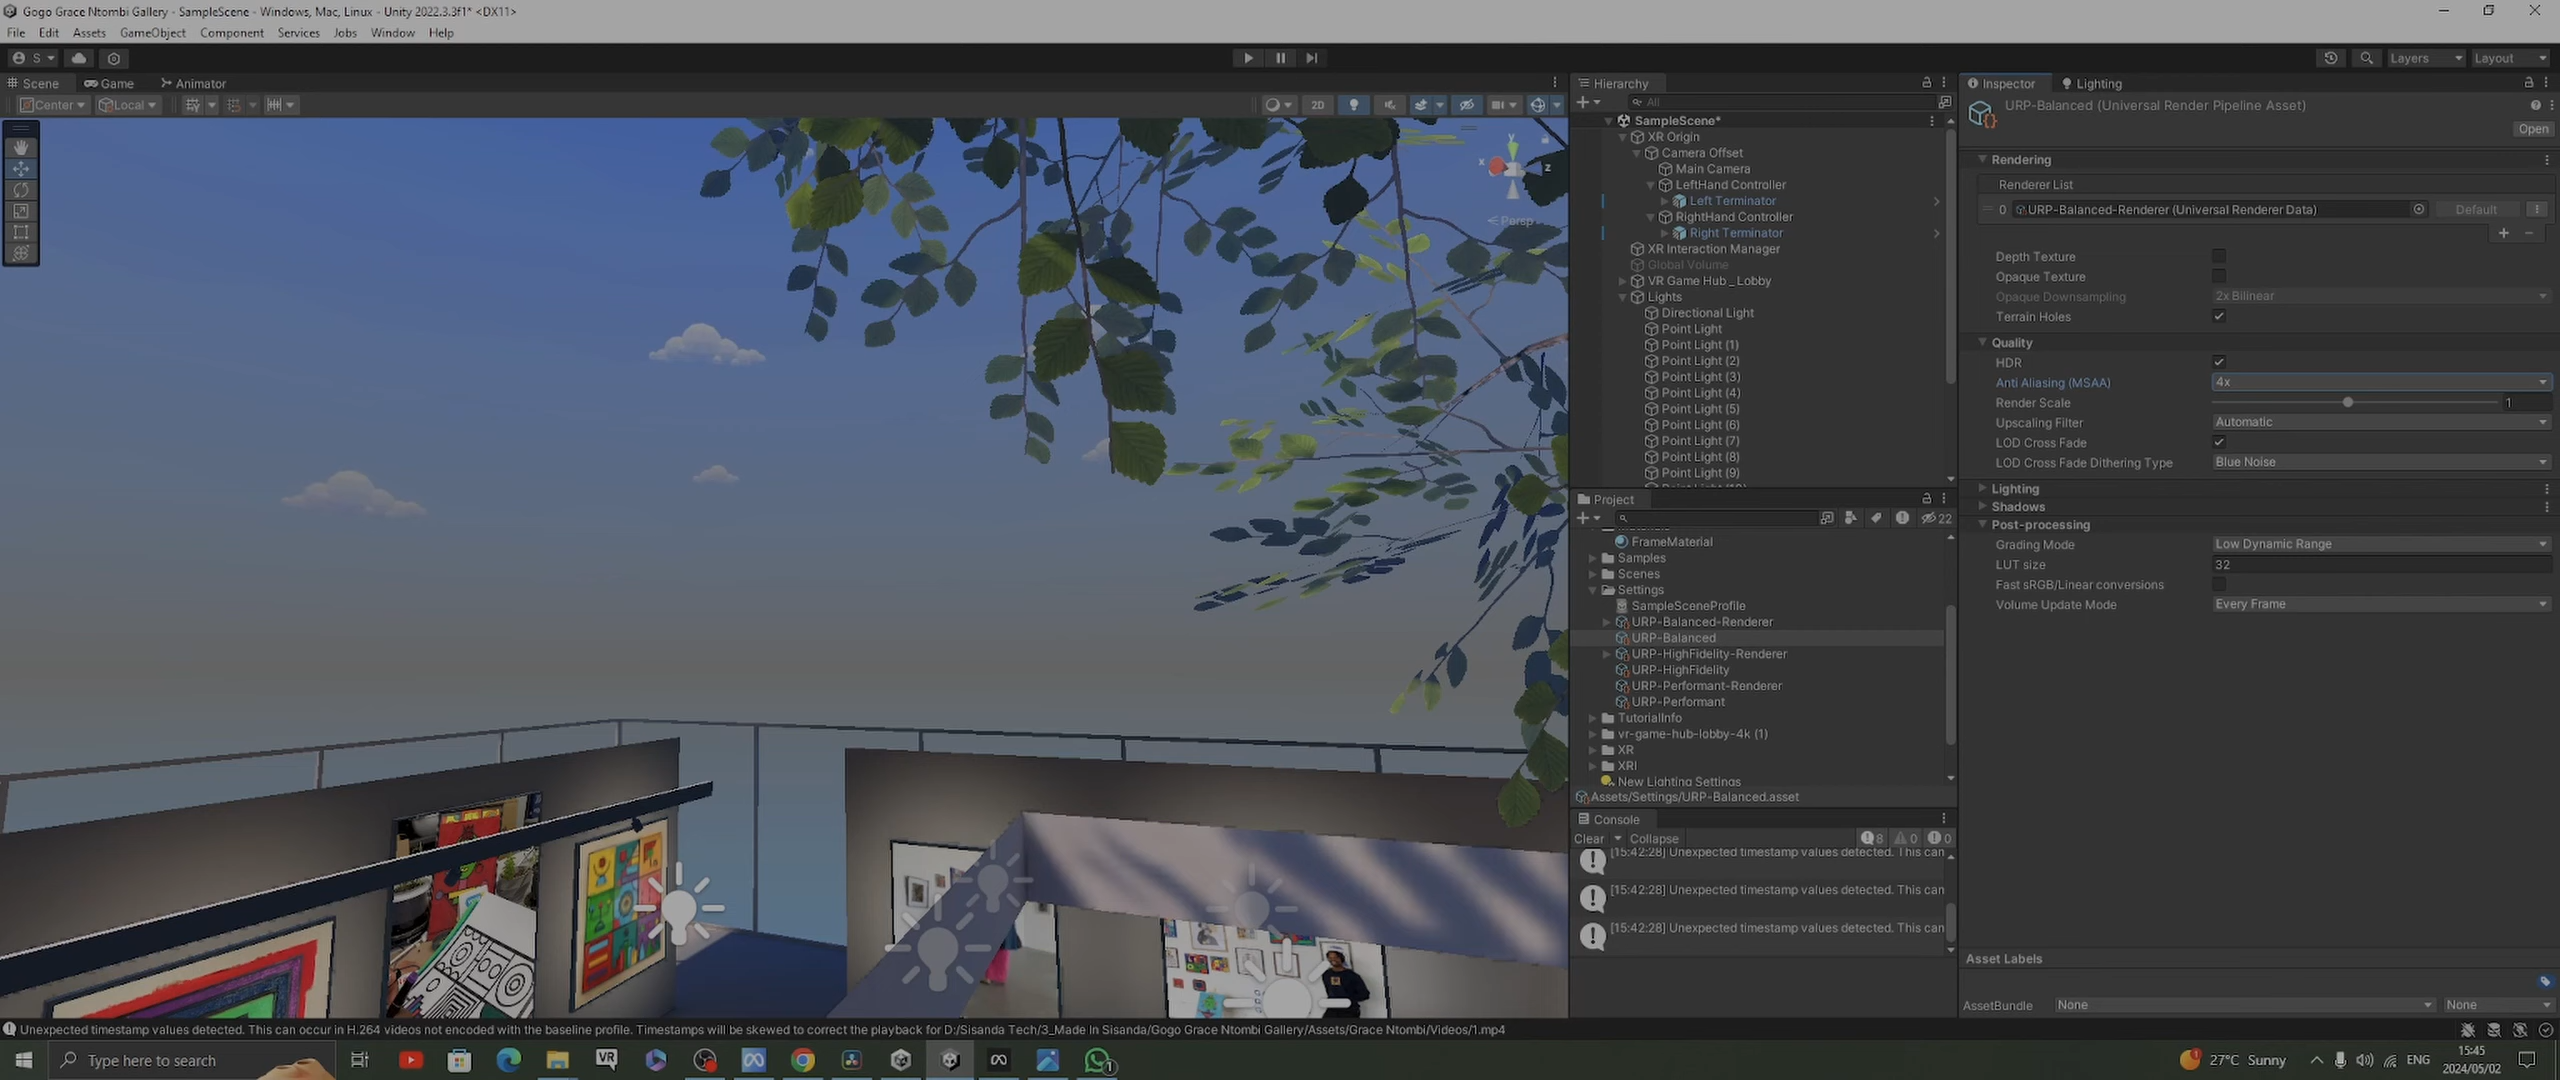 Gogo Grace Ntombi Gallery - SampleScene - Windows, Mac, Linux - Unity 2022.3.3f1* <DX11>
File Edit Assets GameObject Component Services Jobs Window Help
S Layers Layout
Scene Game Animator
Center Local 2D
Persp
y
x z
Hierarchy
All
SampleScene*
XR Origin
Camera Offset
Main Camera
LeftHand Controller
Left Terminator
RightHand Controller
Right Terminator
XR Interaction Manager
Global Volume
VR Game Hub _ Lobby
Lights
Directional Light
Point Light
Point Light (1)
Point Light (2)
Point Light (3)
Point Light (4)
Point Light (5)
Point Light (6)
Point Light (7)
Point Light (8)
Point Light (9)
Project
22
FrameMaterial
Samples
Scenes
Settings
SampleSceneProfile
URP-Balanced-Renderer
URP-Balanced
URP-HighFidelity-Renderer
URP-HighFidelity
URP-Performant-Renderer
URP-Performant
TutorialInfo
vr-game-hub-lobby-4k (1)
XR
XRI
New Lighting Settings
Assets/Settings/URP-Balanced.asset
Console
Clear Collapse 8 0 0
[15:42:28] Unexpected timestamp values detected. This can
[15:42:28] Unexpected timestamp values detected. This can
[15:42:28] Unexpected timestamp values detected. This can
Inspector Lighting
URP-Balanced (Universal Render Pipeline Asset)
Open
Rendering
Renderer List
0 URP-Balanced-Renderer (Universal Renderer Data) Default
Depth Texture
Opaque Texture
Opaque Downsampling 2x Bilinear
Terrain Holes
Quality
HDR
Anti Aliasing (MSAA) 4x
Render Scale 1
Upscaling Filter Automatic
LOD Cross Fade
LOD Cross Fade Dithering Type Blue Noise
Lighting
Shadows
Post-processing
Grading Mode Low Dynamic Range
LUT size 32
Fast sRGB/Linear conversions
Volume Update Mode Every Frame
Asset Labels
AssetBundle None None
Unexpected timestamp values detected. This can occur in H.264 videos not encoded with the baseline profile. Timestamps will be skewed to correct the playback for D:/Sisanda Tech/3_Made In Sisanda/Gogo Grace Ntombi Gallery/Assets/Grace Ntombi/Videos/1.mp4
Type here to search VR 1 1 27°C Sunny ENG 15:45
2024/05/02